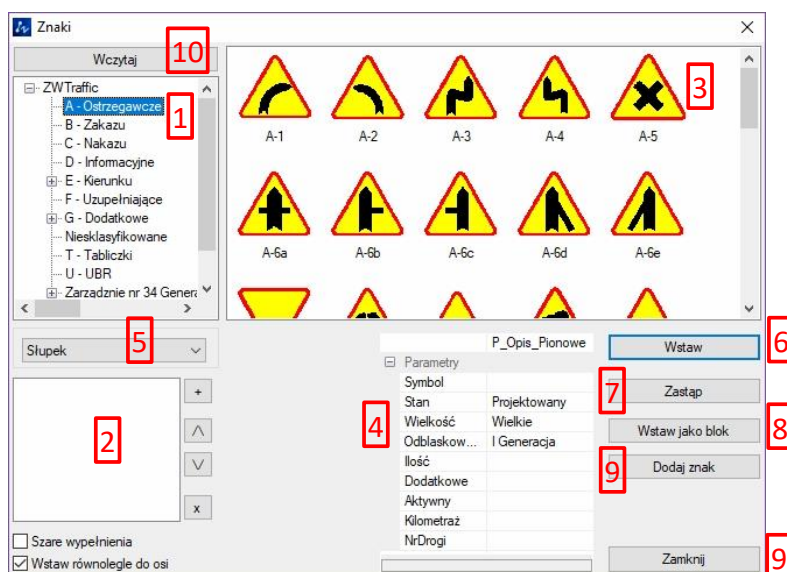 Znaki
Wczytaj
10
ZWTraffic
A - Ostrzegawcze
B - Zakazu
C - Nakazu
D - Informacyjne
E - Kierunku
F - Uzupełniające
G - Dodatkowe
Niesklasyfikowane
T - Tabliczki
U - UBR
Zarządznie nr 34 Genera
1
3
A-1
A-2
A-3
A-4
A-5
A-6a
A-6b
A-6c
A-6d
A-6e
Słupek
5
2
+
x
Szare wypełnienia
Wstaw równolegle do osi
P_Opis_Pionowe
Parametry
Symbol
Stan Projektowany
Wielkość Wielkie
Odblaskow... I Generacja
Ilość
Dodatkowe
Aktywny
Kilometraż
NrDrogi
4
Wstaw
6
7
Zastąp
Wstaw jako blok
8
9
Dodaj znak
Zamknij
9